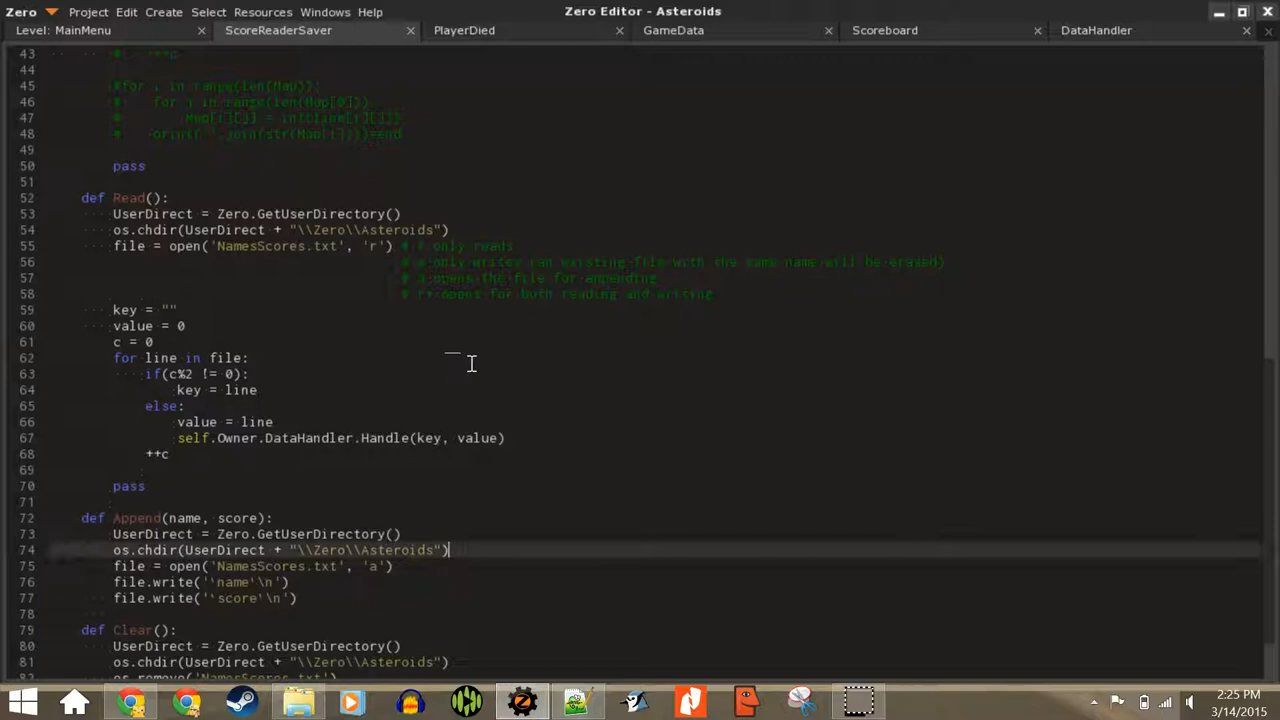 Zero Project Edit Create Select Resources Windows Help
Zero Editor - Asteroids
Level: MainMenu ScoreReaderSaver PlayerDied GameData Scoreboard DataHandler
43 # ++c
44
45 #for i in range(len(Map)):
46 # for j in range(len(Map[0])):
47 # Map[i][j] = int(line[i][j])
48 # print("".join(str(Map[i])))==end
49
50 pass
51
52 def Read():
53 UserDirect = Zero.GetUserDirectory()
54 os.chdir(UserDirect + "\\Zero\\Asteroids")
55 file = open('NamesScores.txt', 'r') # r only reads
56 # w only writes (an existing file with the same name will be erased)
57 # a opens the file for appending
58 # r+ opens for both reading and writing
59 key = ""
60 value = 0
61 c = 0
62 for line in file:
63 if(c%2 != 0):
64 key = line
65 else:
66 value = line
67 self.Owner.DataHandler.Handle(key, value)
68 ++c
69
70 pass
71
72 def Append(name, score):
73 UserDirect = Zero.GetUserDirectory()
74 os.chdir(UserDirect + "\\Zero\\Asteroids")
75 file = open('NamesScores.txt', 'a')
76 file.write('`name`\n')
77 file.write('`score`\n')
78
79 def Clear():
80 UserDirect = Zero.GetUserDirectory()
81 os.chdir(UserDirect + "\\Zero\\Asteroids")
82 os.remove('NamesScores.txt')
2:25 PM
3/14/2015